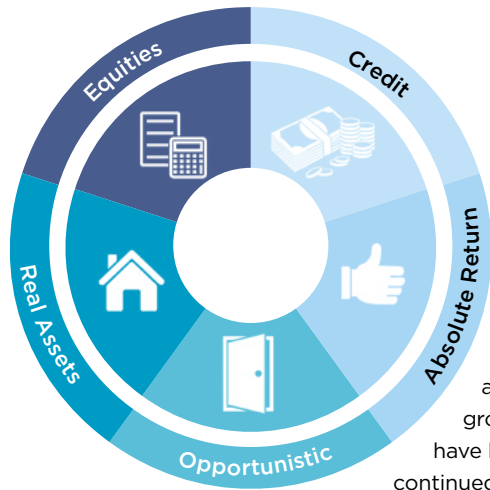 Equities
Credit
Real Assets
Absolute Return
Opportunistic
a
gro
have
continued